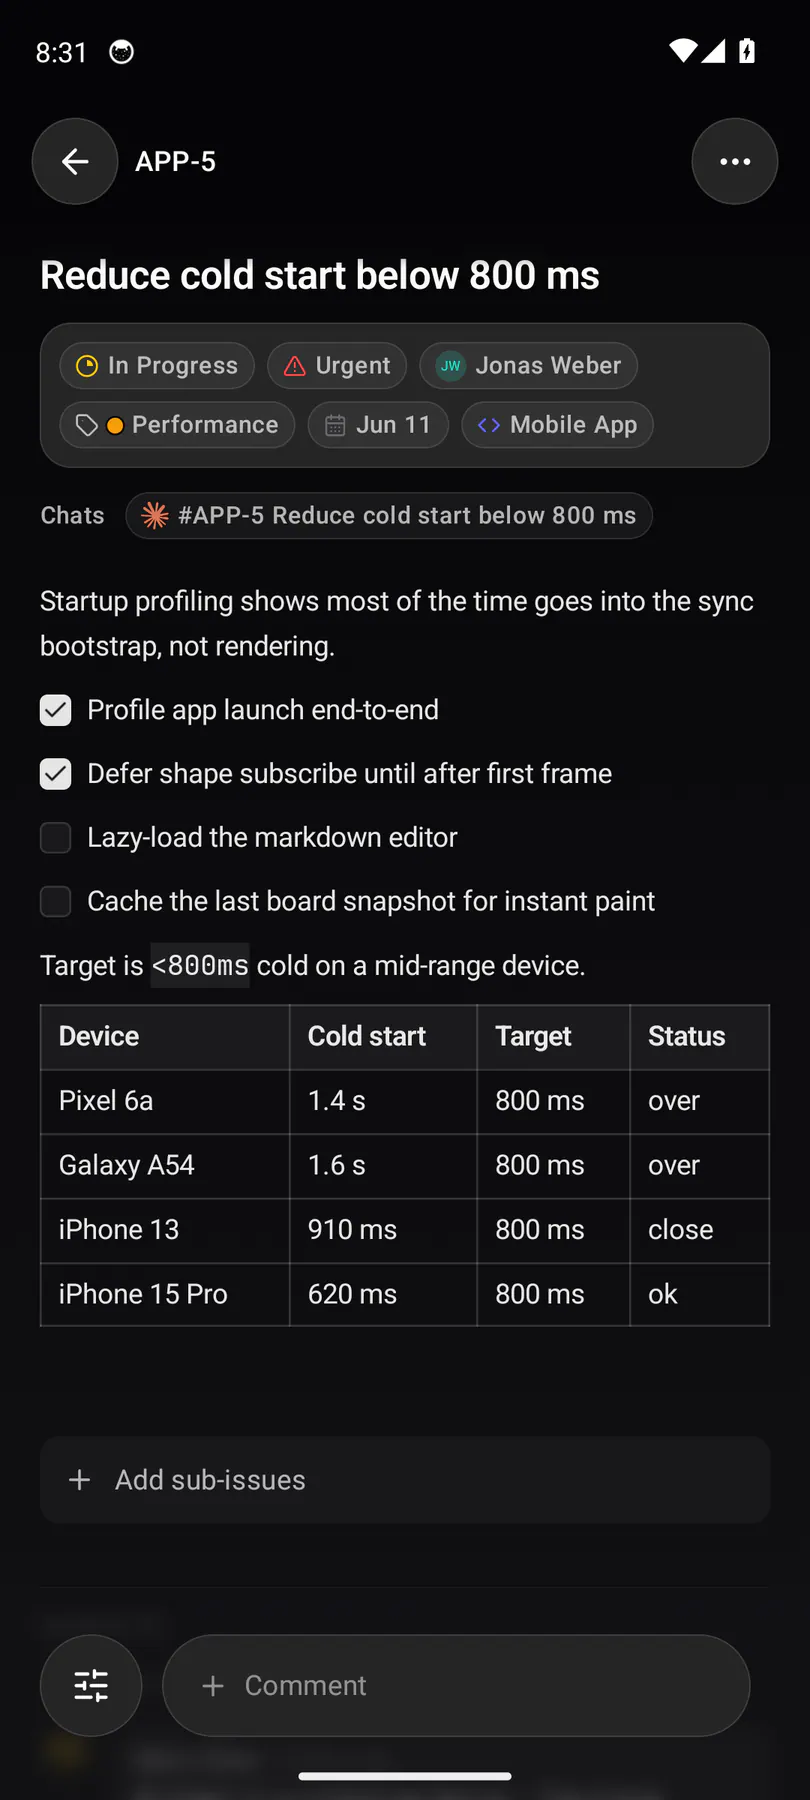 8:31
APP-5
Reduce cold start below 800 ms
In Progress
Urgent
JW Jonas Weber
Performance
Jun 11
Mobile App
Chats
#APP-5 Reduce cold start below 800 ms
Startup profiling shows most of the time goes into the sync
bootstrap, not rendering.
Profile app launch end-to-end
Defer shape subscribe until after first frame
Lazy-load the markdown editor
Cache the last board snapshot for instant paint
Target is <800ms cold on a mid-range device.
Device Cold start Target Status
Pixel 6a 1.4 s 800 ms over
Galaxy A54 1.6 s 800 ms over
iPhone 13 910 ms 800 ms close
iPhone 15 Pro 620 ms 800 ms ok
Add sub-issues
Comment